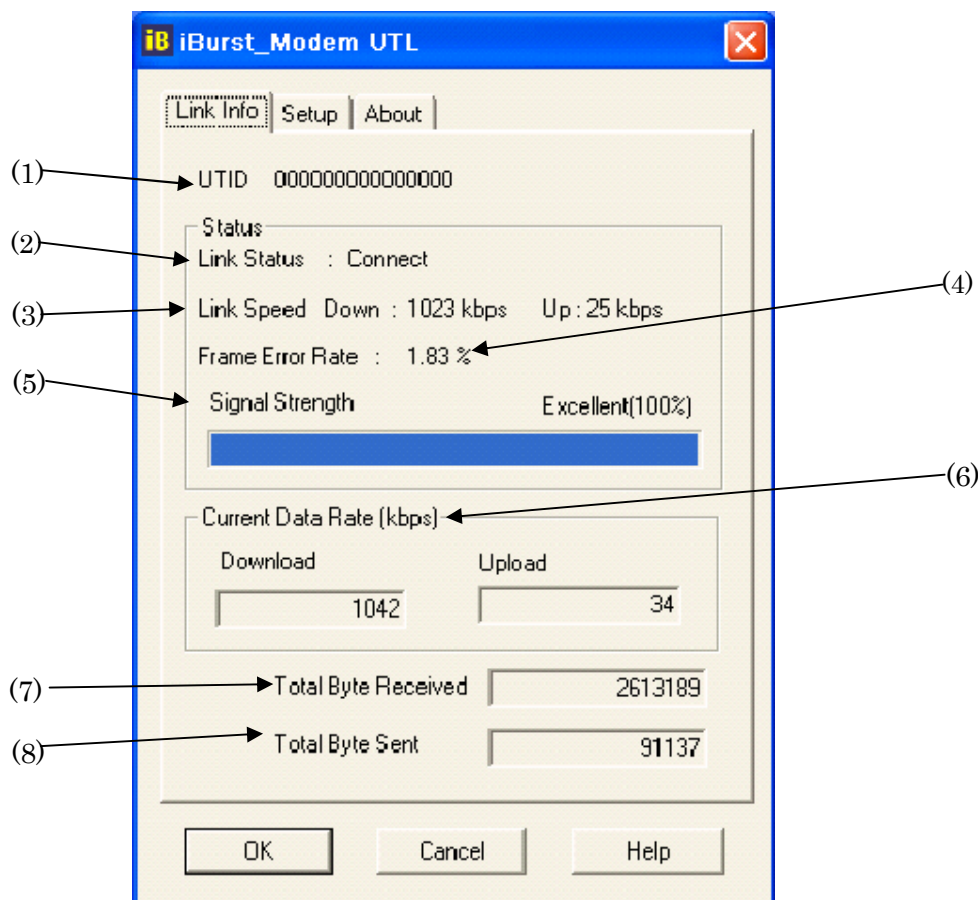 iB iBurst_Modem UTL
Link Info Setup About
(1) UTID 000000000000000
Status
(2) Link Status : Connect
(3) Link Speed Down : 1023 kbps Up : 25 kbps (4)
Frame Error Rate : 1.83 %
(5) Signal Strength Excellent(100%)
(6)
Current Data Rate (kbps)
Download Upload
1042 34
(7) Total Byte Received 2613189
(8) Total Byte Sent 91137
OK Cancel Help